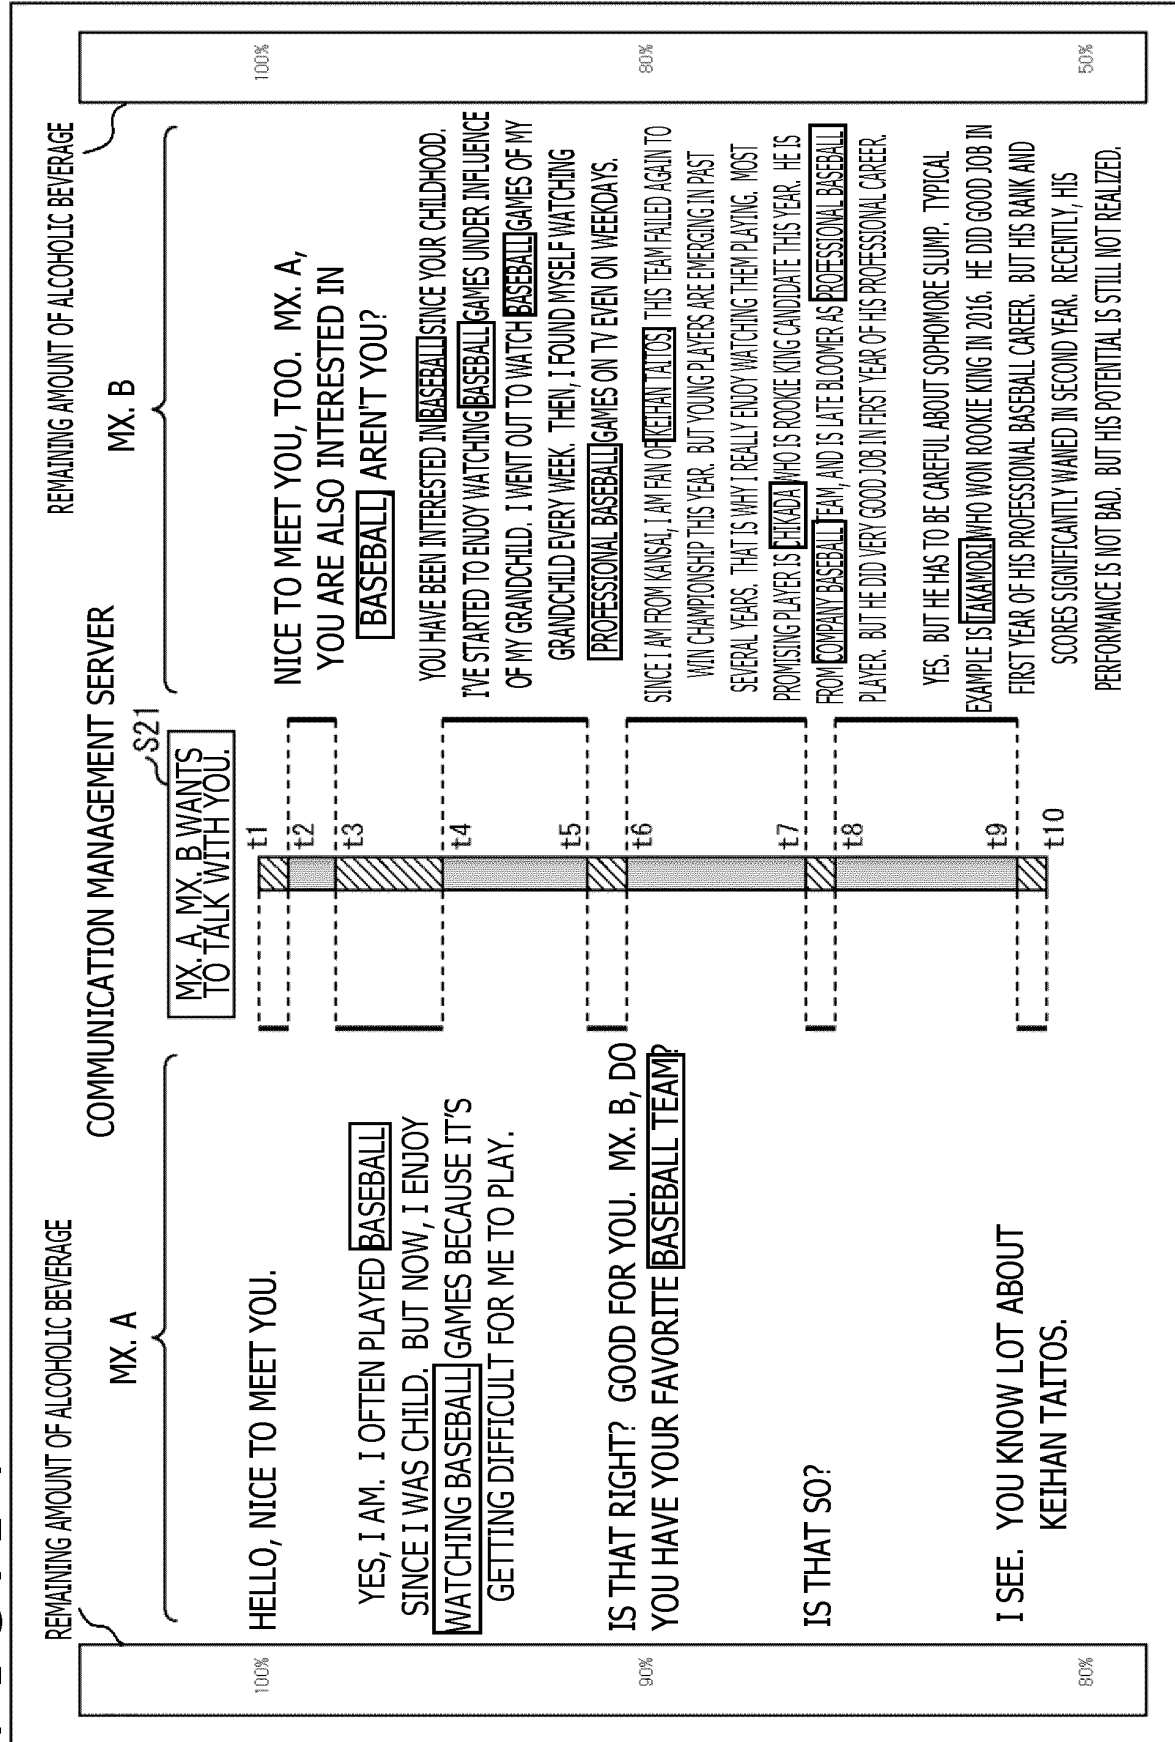 COMMUNICATION MANAGEMENT SERVER
REMAINING AMOUNT OF ALCOHOLIC BEVERAGE
MX. A
100%
90%
80%
HELLO, NICE TO MEET YOU.
YES, I AM. I OFTEN PLAYED BASEBALL
SINCE I WAS CHILD. BUT NOW, I ENJOY
WATCHING BASEBALL GAMES BECAUSE IT'S
GETTING DIFFICULT FOR ME TO PLAY.
IS THAT RIGHT? GOOD FOR YOU. MX. B, DO
YOU HAVE YOUR FAVORITE BASEBALL TEAM?
IS THAT SO?
I SEE. YOU KNOW LOT ABOUT
KEIHAN TAITOS.
MX. A, MX. B WANTS
TO TALK WITH YOU.
S21
t1
t2
t3
t4
t5
t6
t7
t8
t9
t10
REMAINING AMOUNT OF ALCOHOLIC BEVERAGE
MX. B
NICE TO MEET YOU, TOO. MX. A,
YOU ARE ALSO INTERESTED IN
BASEBALL, AREN'T YOU?
YOU HAVE BEEN INTERESTED IN BASEBALL SINCE YOUR CHILDHOOD.
I'VE STARTED TO ENJOY WATCHING BASEBALL GAMES UNDER INFLUENCE
OF MY GRANDCHILD. I WENT OUT TO WATCH BASEBALL GAMES OF MY
GRANDCHILD EVERY WEEK. THEN, I FOUND MYSELF WATCHING
PROFESSIONAL BASEBALL GAMES ON TV EVEN ON WEEKDAYS.
SINCE I AM FROM KANSAI, I AM FAN OF KEIHAN TAITOS. THIS TEAM FAILED AGAIN TO
WIN CHAMPIONSHIP THIS YEAR. BUT YOUNG PLAYERS ARE EMERGING IN PAST
SEVERAL YEARS. THAT IS WHY I REALLY ENJOY WATCHING THEM PLAYING. MOST
PROMISING PLAYER IS CHIKADA WHO IS ROOKIE KING CANDIDATE THIS YEAR. HE IS
FROM COMPANY BASEBALL TEAM, AND IS LATE BLOOMER AS PROFESSIONAL BASEBALL
PLAYER. BUT HE DID VERY GOOD JOB IN FIRST YEAR OF HIS PROFESSIONAL CAREER.
YES. BUT HE HAS TO BE CAREFUL ABOUT SOPHOMORE SLUMP. TYPICAL
EXAMPLE IS TAKAMORI WHO WON ROOKIE KING IN 2016. HE DID GOOD JOB IN
FIRST YEAR OF HIS PROFESSIONAL BASEBALL CAREER. BUT HIS RANK AND
SCORES SIGNIFICANTLY WANED IN SECOND YEAR. RECENTLY, HIS
PERFORMANCE IS NOT BAD. BUT HIS POTENTIAL IS STILL NOT REALIZED.
100%
80%
50%